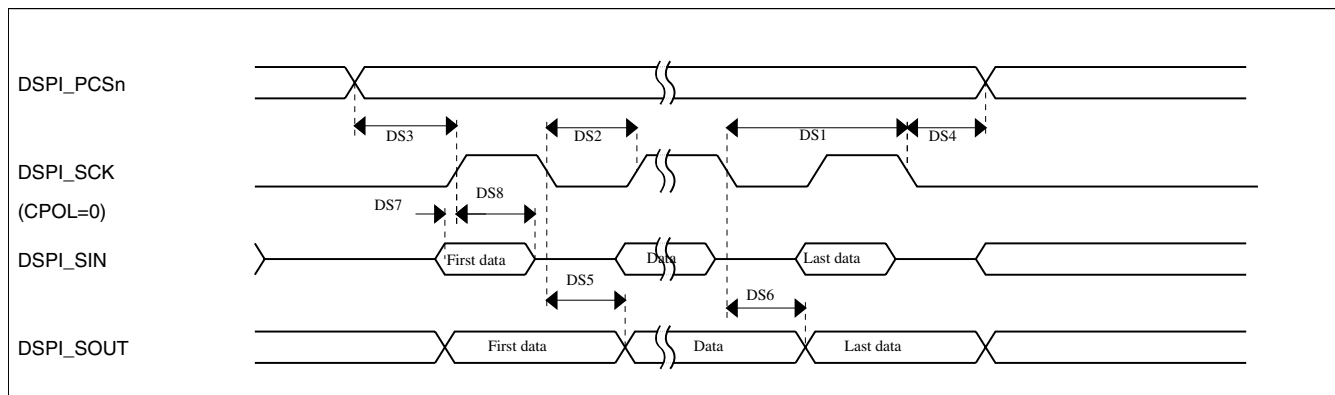 DSPI_PCSn
DS3
DS2
DS1
DS4
DSPI_SCK
(CPOL=0)
DS7
DS8
DSPI_SIN
First data
Data
Last data
DS5
DS6
DSPI_SOUT
First data
Data
Last data